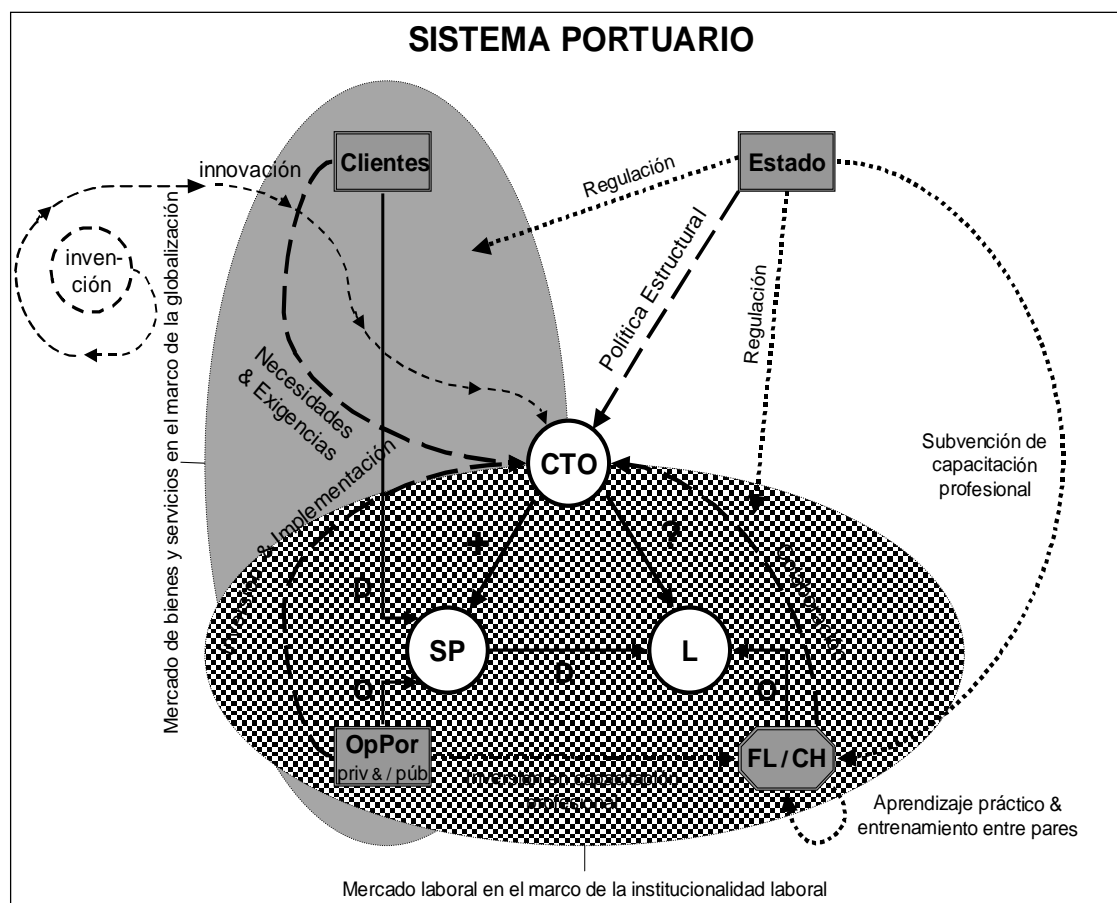 SISTEMA PORTUARIO
Clientes
Estado
innovación
Regulación
inven-
ción
Mercado de bienes y servicios en el marco de la globalización
Política Estructural
Regulación
Necesidades
& Exigencias
Subvención de
capacitación
profesional
CTO
& Implementación
+
?
D
SP
L
D
O
O
OpPor
priv & / púb
FL / CH
capacitación
profesional
Aprendizaje práctico &
entrenamiento entre pares
Mercado laboral en el marco de la institucionalidad laboral